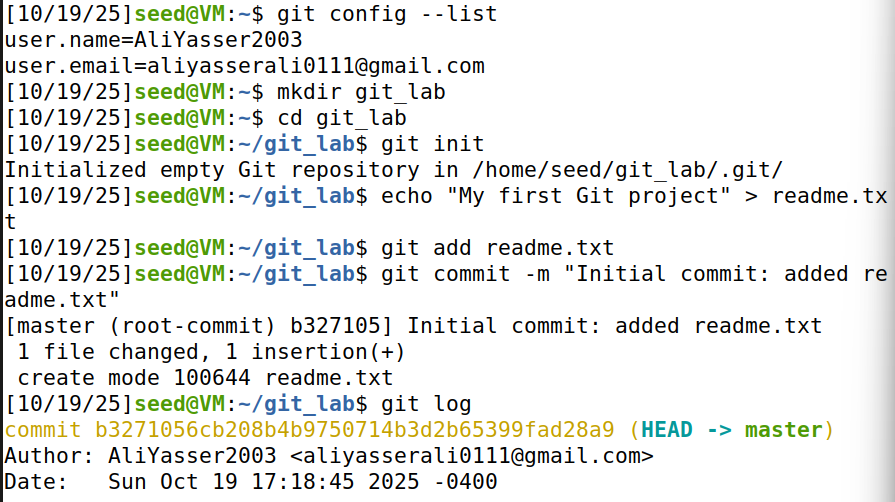 [10/19/25]seed@VM:~$ git config --list
user.name=AliYasser2003
user.email=aliyasserali0111@gmail.com
[10/19/25]seed@VM:~$ mkdir git_lab
[10/19/25]seed@VM:~$ cd git_lab
[10/19/25]seed@VM:~/git_lab$ git init
Initialized empty Git repository in /home/seed/git_lab/.git/
[10/19/25]seed@VM:~/git_lab$ echo "My first Git project" > readme.tx
t
[10/19/25]seed@VM:~/git_lab$ git add readme.txt
[10/19/25]seed@VM:~/git_lab$ git commit -m "Initial commit: added re
adme.txt"
[master (root-commit) b327105] Initial commit: added readme.txt
 1 file changed, 1 insertion(+)
 create mode 100644 readme.txt
[10/19/25]seed@VM:~/git_lab$ git log
commit b3271056cb208b4b9750714b3d2b65399fad28a9 (HEAD -> master)
Author: AliYasser2003 <aliyasserali0111@gmail.com>
Date:   Sun Oct 19 17:18:45 2025 -0400